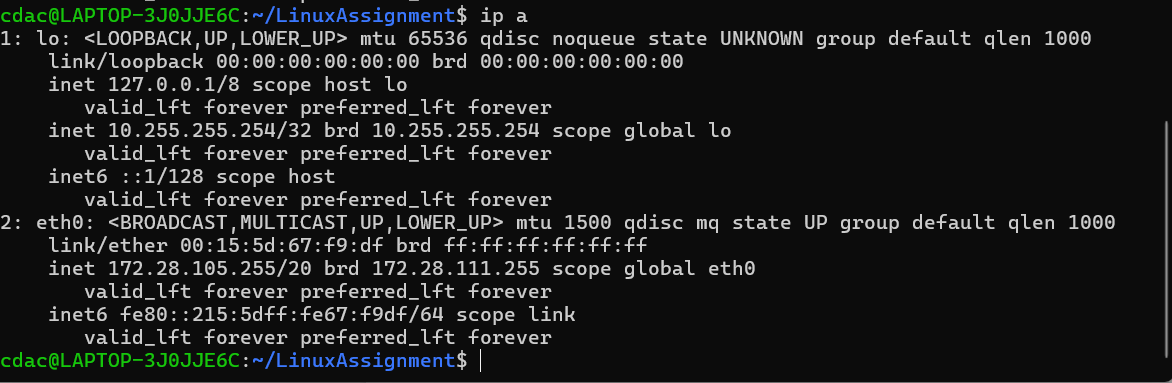 cdac@LAPTOP-3J0JJE6C:~/LinuxAssignment$ ip a
1: lo: <LOOPBACK,UP,LOWER_UP> mtu 65536 qdisc noqueue state UNKNOWN group default qlen 1000
    link/loopback 00:00:00:00:00:00 brd 00:00:00:00:00:00
    inet 127.0.0.1/8 scope host lo
       valid_lft forever preferred_lft forever
    inet 10.255.255.254/32 brd 10.255.255.254 scope global lo
       valid_lft forever preferred_lft forever
    inet6 ::1/128 scope host
       valid_lft forever preferred_lft forever
2: eth0: <BROADCAST,MULTICAST,UP,LOWER_UP> mtu 1500 qdisc mq state UP group default qlen 1000
    link/ether 00:15:5d:67:f9:df brd ff:ff:ff:ff:ff:ff
    inet 172.28.105.255/20 brd 172.28.111.255 scope global eth0
       valid_lft forever preferred_lft forever
    inet6 fe80::215:5dff:fe67:f9df/64 scope link
       valid_lft forever preferred_lft forever
cdac@LAPTOP-3J0JJE6C:~/LinuxAssignment$